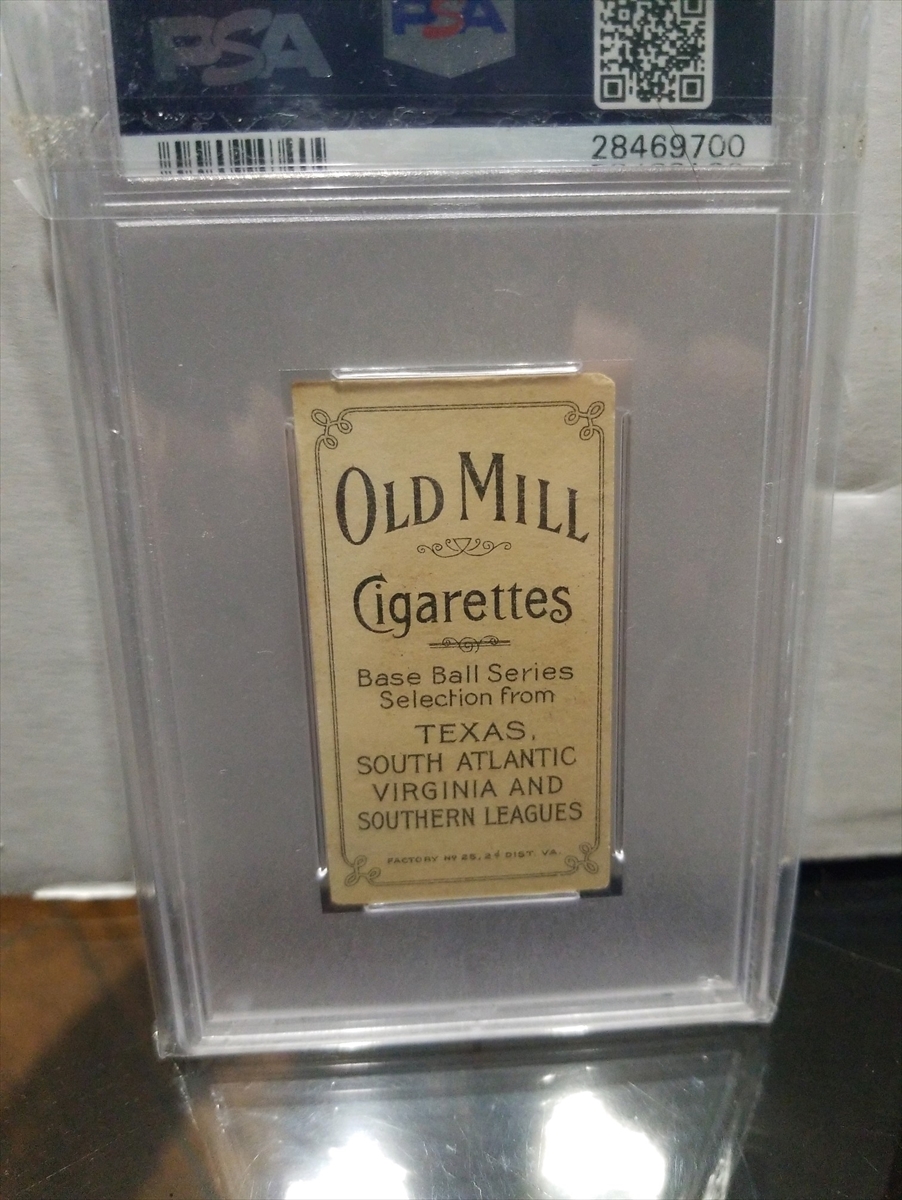 PSA
PSA
28469700
OLD MILL
Cigarettes
Base Ball Series
Selection from
TEXAS,
SOUTH ATLANTIC
VIRGINIA AND
SOUTHERN LEAGUES
FACTORY Nº 25, 2d DIST. VA.